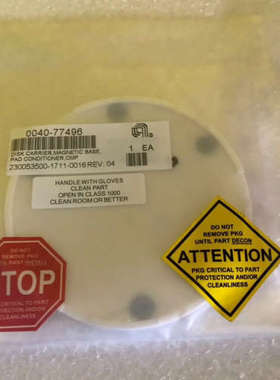 0040-77496
DISK CARRIER,MAGNETIC BASE,
PAD CONDITIONER,CMP
1 EA
230053500-1711-0016 REV. 04
HANDLE WITH GLOVES
CLEAN PART
OPEN IN CLASS 1000
CLEAN ROOM OR BETTER
DO NOT
REMOVE PKG
UNTIL PART DECON
ATTENTION
PKG CRITICAL TO PART
PROTECTION AND/OR
CLEANLINESS
DO NOT
REMOVE PKG
UNTIL PART
STOP
PKG CRITICAL TO PART
PROTECTION AND/OR
CLEANLINESS